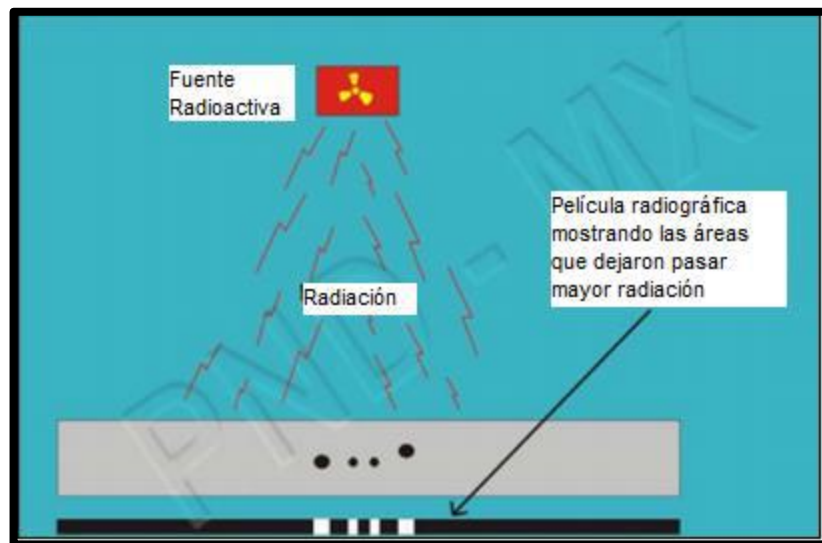 Fuente
Radioactiva
Radiación
Película radiográfica
mostrando las áreas
que dejaron pasar
mayor radiación
PND - MX